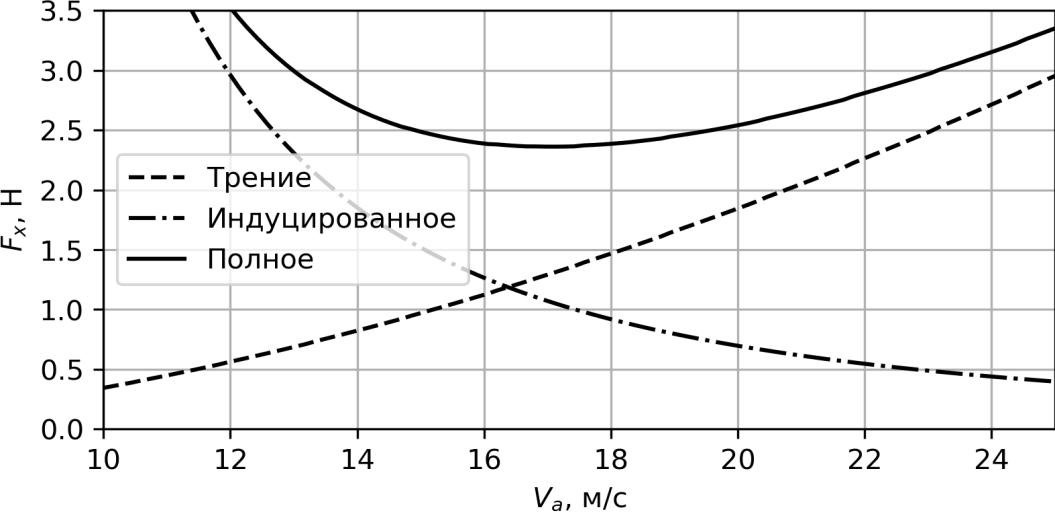 3.5
3.0
2.5
2.0
1.5
1.0
0.5
0.0
F_x, Н
Трение
Индуцированное
Полное
10 12 14 16 18 20 22 24
V_a, м/с